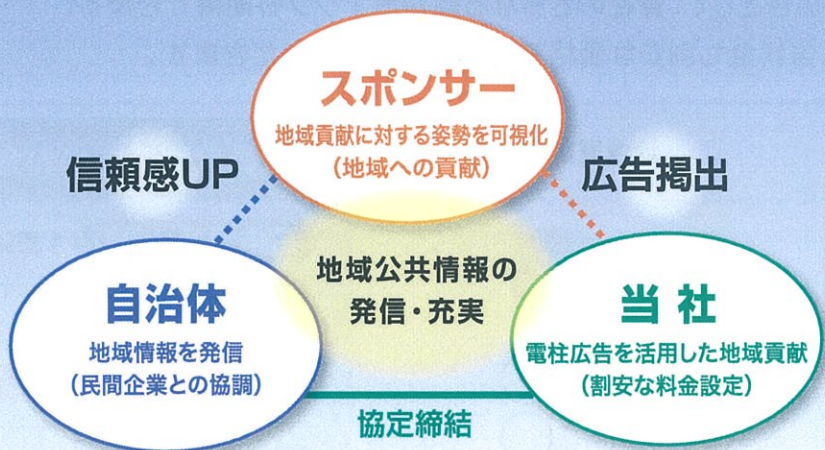 スポンサー
地域貢献に対する姿勢を可視化
(地域への貢献)
信頼感UP
広告掲出
地域公共情報の
発信・充実
自治体
地域情報を発信
(民間企業との協調)
当社
電柱広告を活用した地域貢献
(割安な料金設定)
協定締結